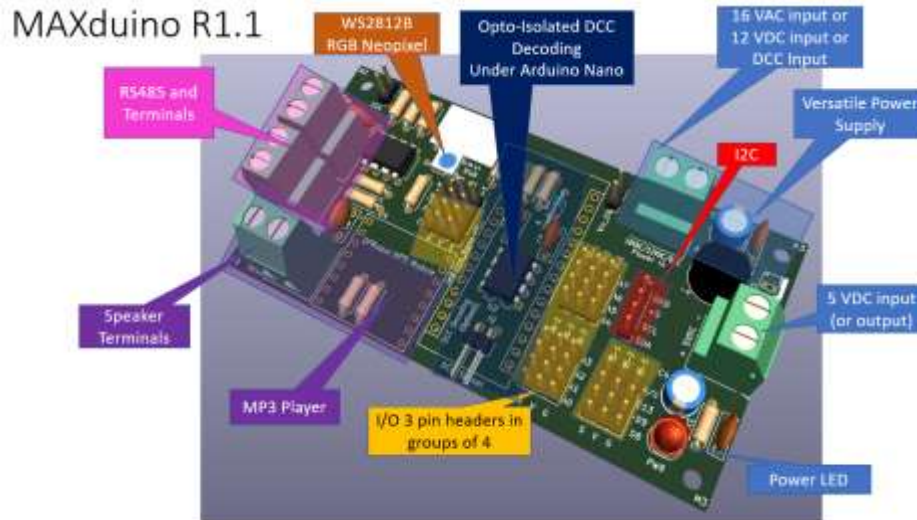 MAXduino R1.1
WS2812B
RGB Neopixel
Opto-Isolated DCC
Decoding
Under Arduino Nano
16 VAC input or
12 VDC input or
DCC Input
RS485 and
Terminals
Versatile Power
Supply
I2C
5 VDC input
(or output)
Speaker
Terminals
MP3 Player
I/O 3 pin headers in
groups of 4
S V G
PWR
Power LED